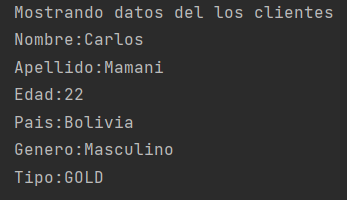 Mostrando datos del los clientes
Nombre:Carlos
Apellido:Mamani
Edad:22
Pais:Bolivia
Genero:Masculino
Tipo:GOLD